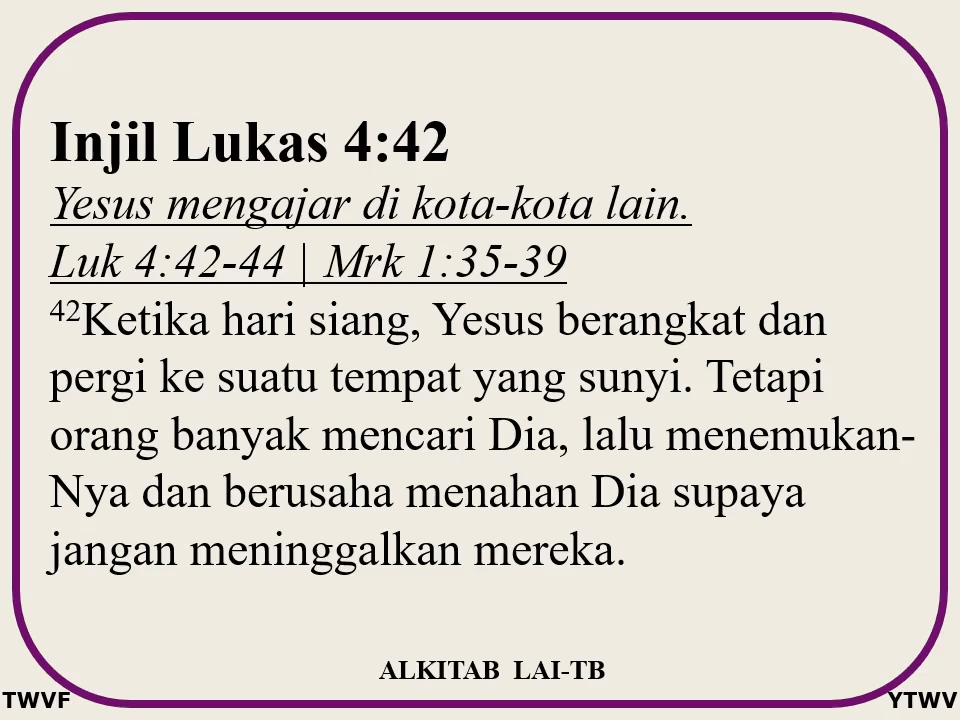 Injil Lukas 4:42
Yesus mengajar di kota-kota lain.
Luk 4:42-44 | Mrk 1:35-39
42Ketika hari siang, Yesus berangkat dan
pergi ke suatu tempat yang sunyi. Tetapi
orang banyak mencari Dia, lalu menemukan-
Nya dan berusaha menahan Dia supaya
jangan meninggalkan mereka.
ALKITAB LAI-TB
TWVF
YTWV